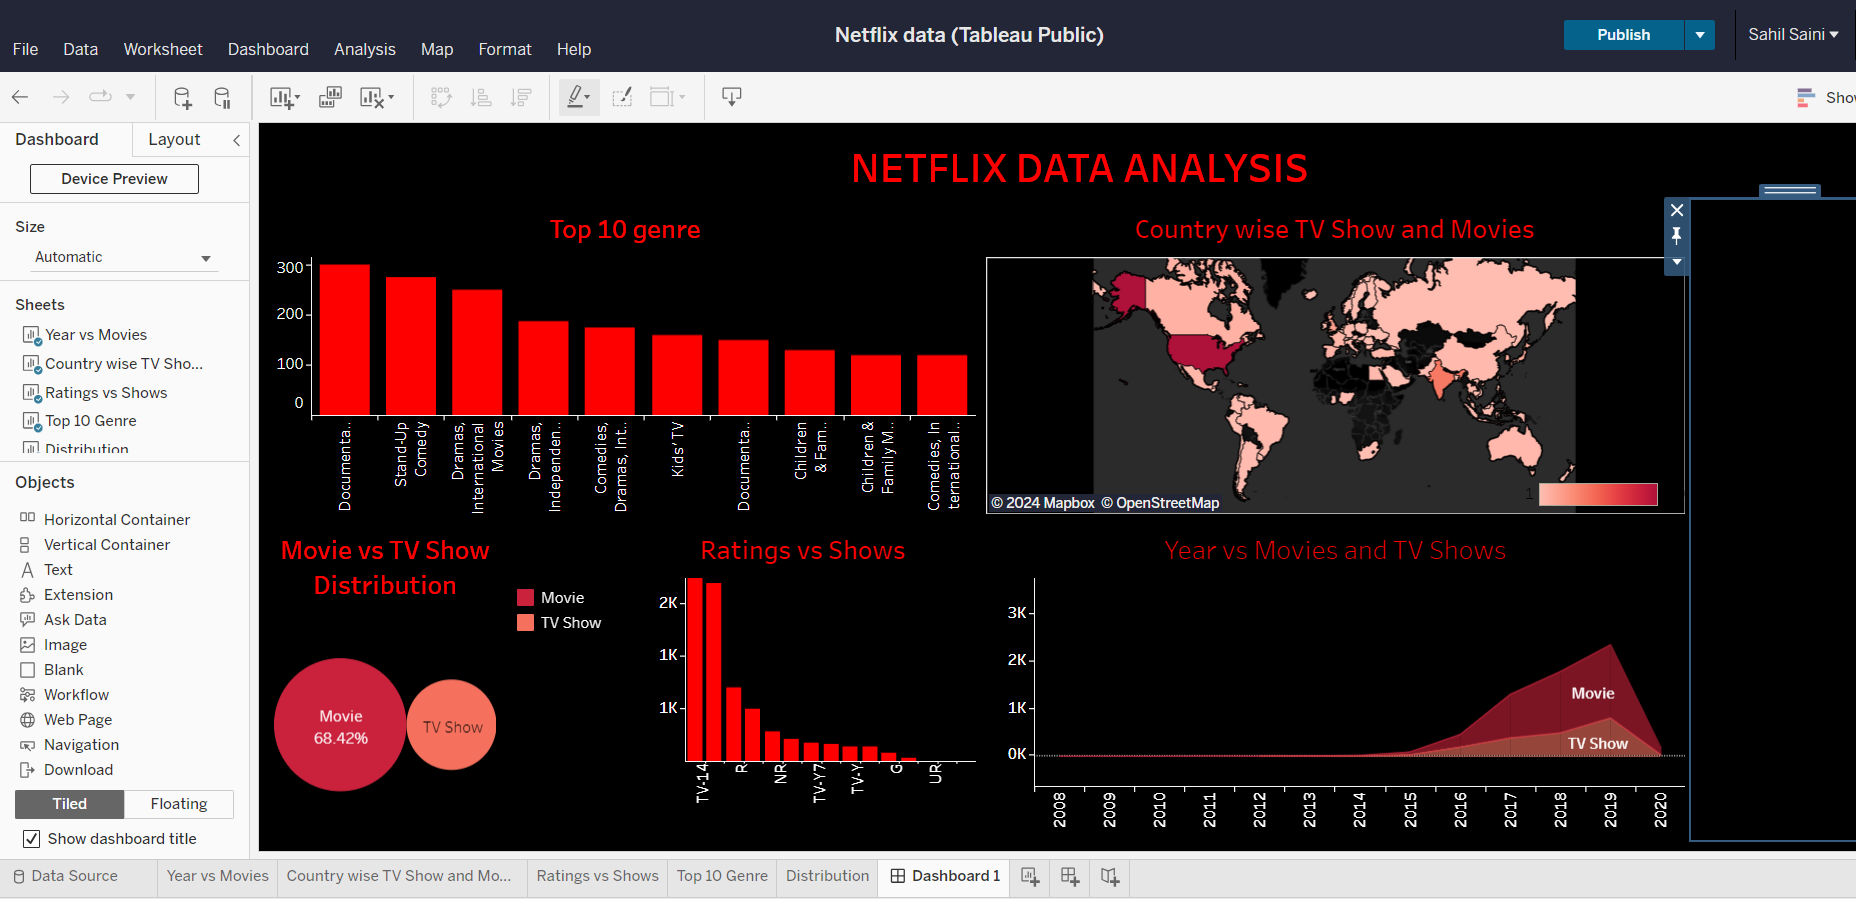 Netflix data (Tableau Public)
Publish
Sahil Saini
File Data Worksheet Dashboard Analysis Map Format Help
Dashboard Layout
Device Preview
Size
Automatic
Sheets
Year vs Movies
Country wise TV Sho...
Ratings vs Shows
Top 10 Genre
Distribution
Objects
Horizontal Container
Vertical Container
Text
Extension
Ask Data
Image
Blank
Workflow
Web Page
Navigation
Download
Tiled Floating
Show dashboard title
NETFLIX DATA ANALYSIS
Top 10 genre
300
200
100
0
Documenta..
Stand-Up
Comedy
Dramas,
International
Movies
Dramas,
Independen..
Comedies,
Dramas, Int..
Kids' TV
Documenta..
Children
& Fam..
Children &
Family M..
Comedies, In
ternational..
Country wise TV Show and Movies
1
© 2024 Mapbox © OpenStreetMap
Movie vs TV Show
Distribution
Movie
TV Show
Movie
68.42%
TV Show
Ratings vs Shows
2K
1K
1K
TV-14
R
NR
TV-Y7
TV-Y
G
UR
Year vs Movies and TV Shows
3K
2K
1K
0K
Movie
TV Show
2008 2009 2010 2011 2012 2013 2014 2015 2016 2017 2018 2019 2020
Data Source Year vs Movies Country wise TV Show and Mo... Ratings vs Shows Top 10 Genre Distribution Dashboard 1